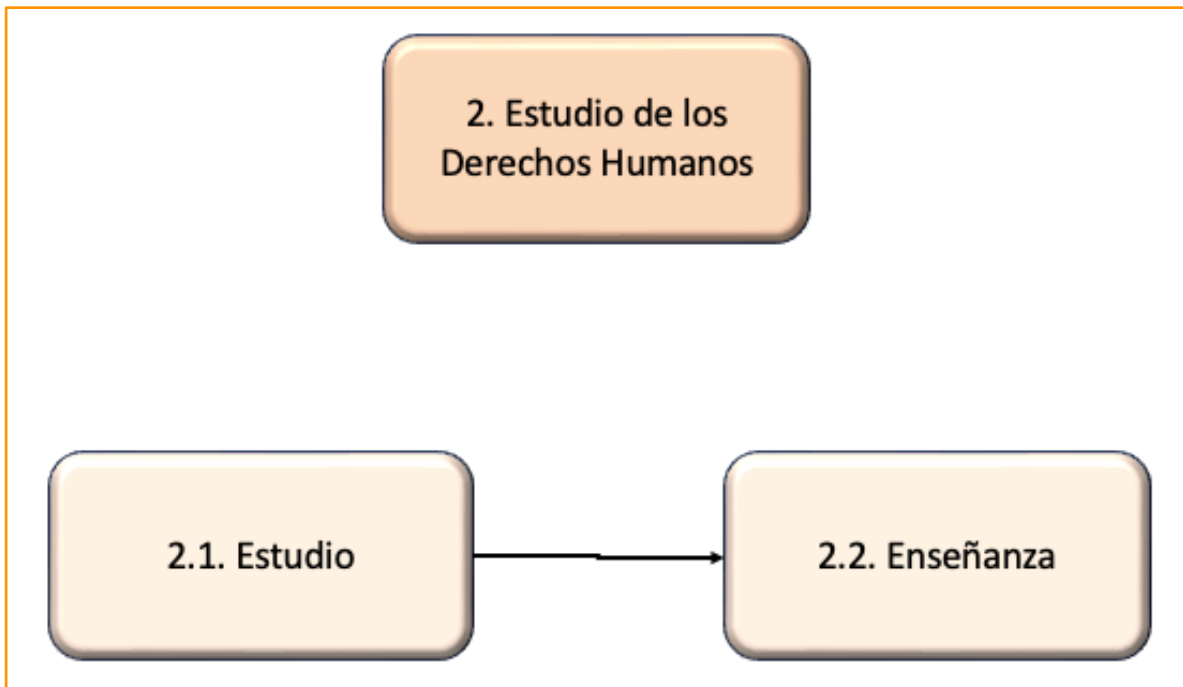 2. Estudio de los
Derechos Humanos
2.1. Estudio
2.2. Enseñanza